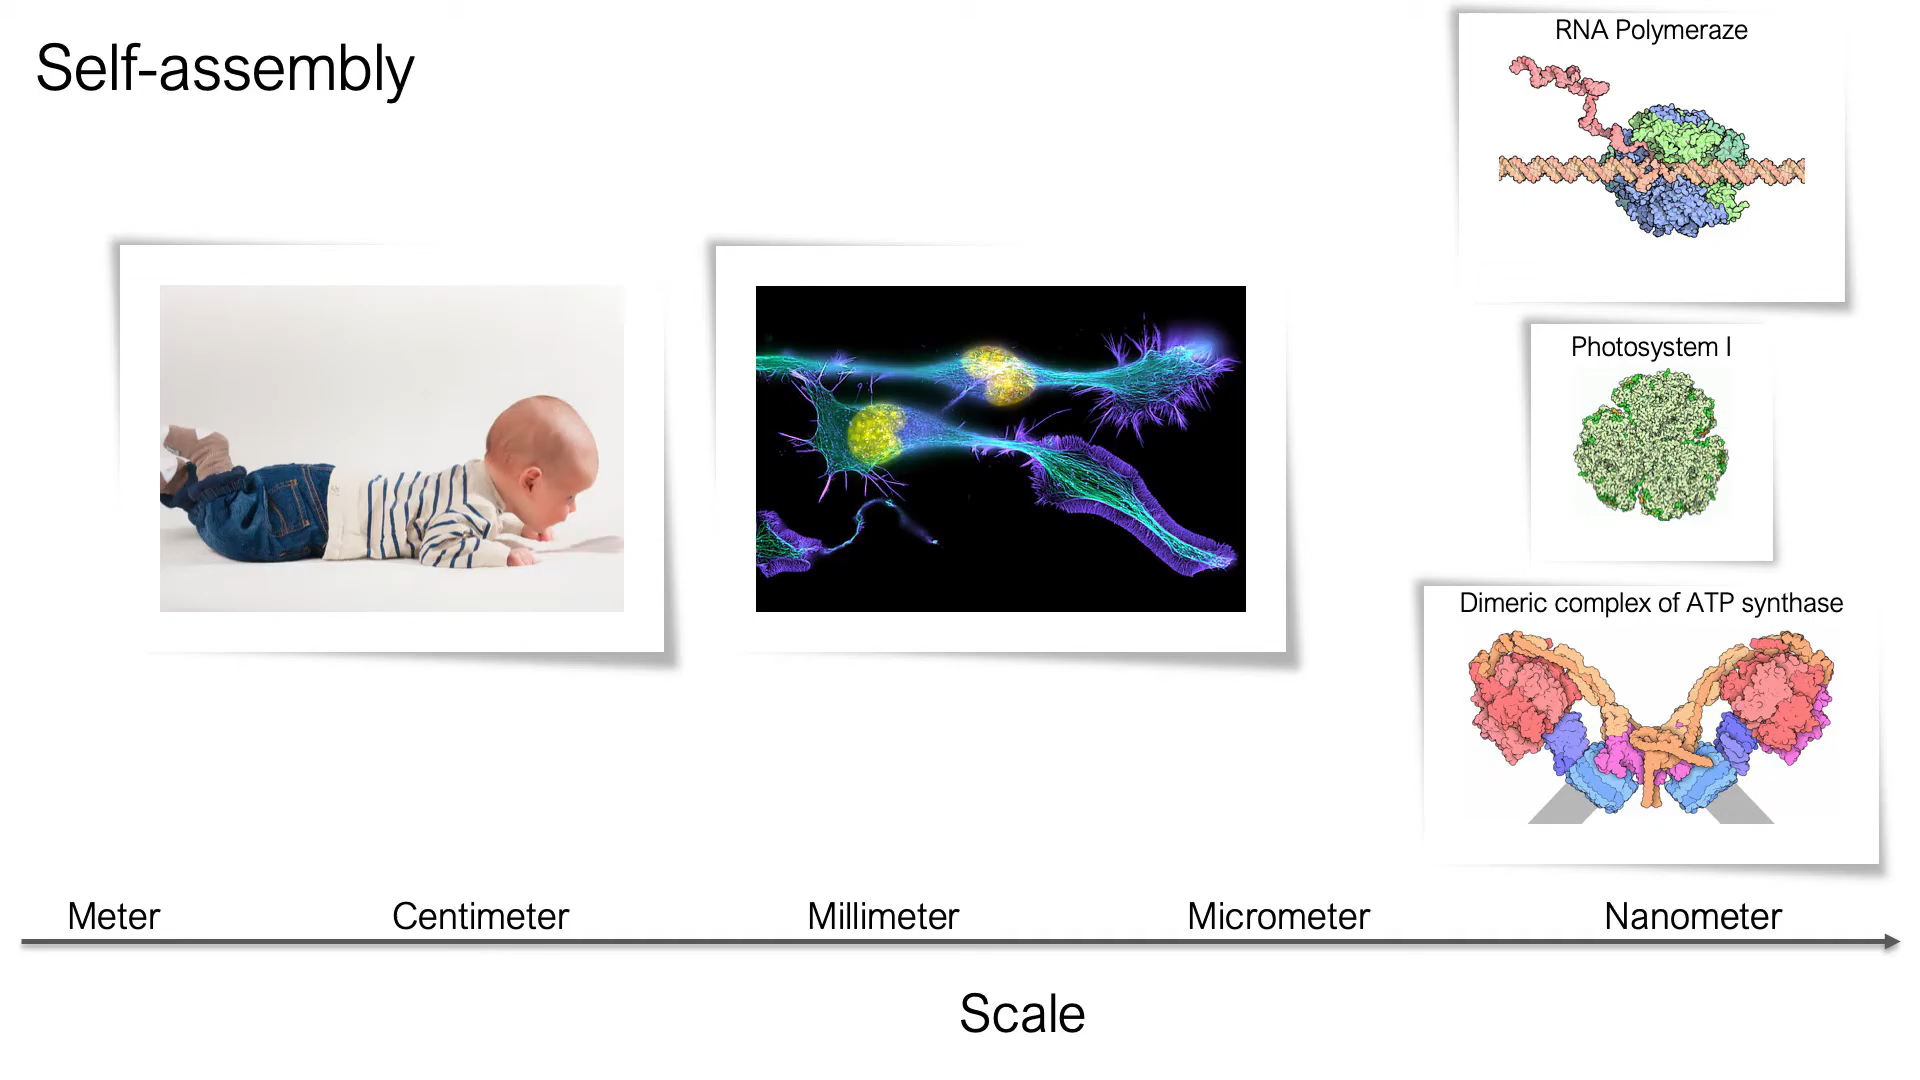 Self-assembly
RNA Polymeraze
Photosystem I
Dimeric complex of ATP synthase
Meter
Centimeter
Millimeter
Micrometer
Nanometer
Scale